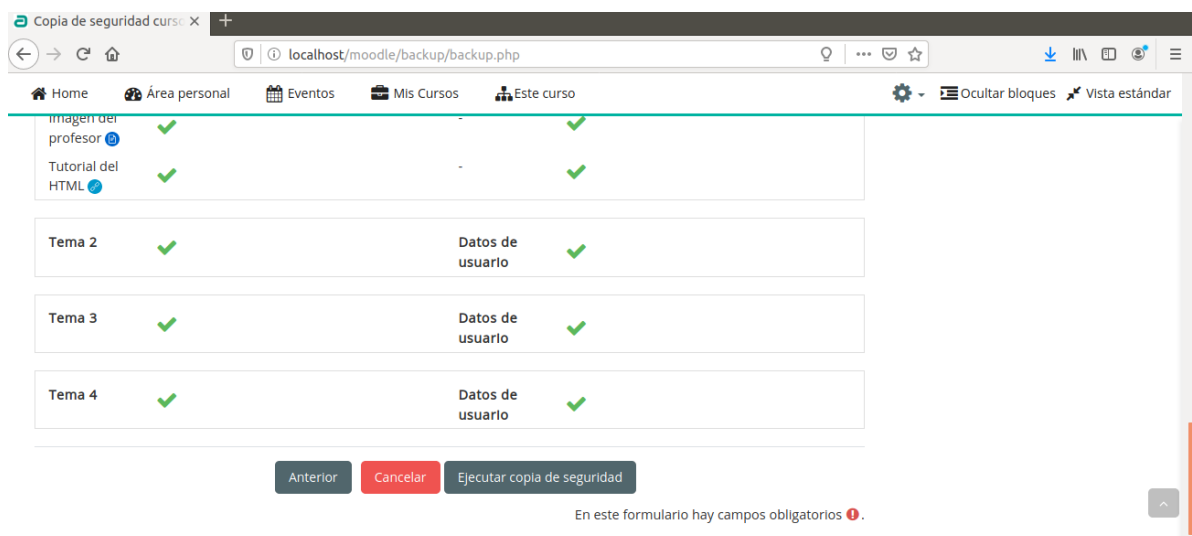 Copia de seguridad curso
localhost/moodle/backup/backup.php
Home Área personal Eventos Mis Cursos Este curso Ocultar bloques Vista estándar
Imagen del
profesor -
Tutorial del
HTML -
Tema 2 Datos de
usuario
Tema 3 Datos de
usuario
Tema 4 Datos de
usuario
Anterior Cancelar Ejecutar copia de seguridad
En este formulario hay campos obligatorios .